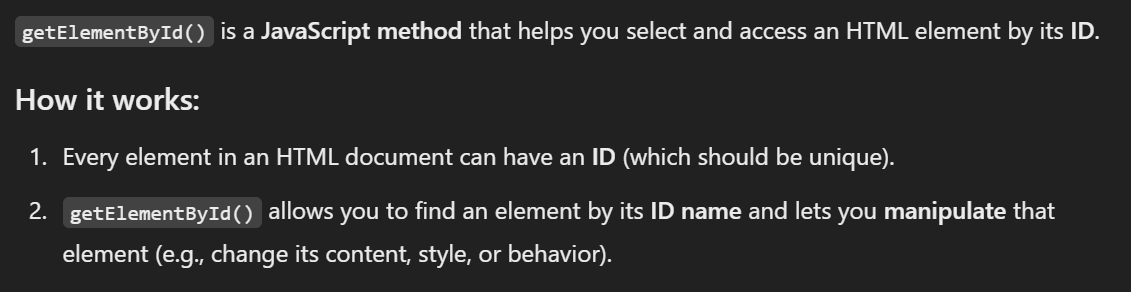 getElementById() is a JavaScript method that helps you select and access an HTML element by its ID.
How it works:
1. Every element in an HTML document can have an ID (which should be unique).
2. getElementById() allows you to find an element by its ID name and lets you manipulate that
element (e.g., change its content, style, or behavior).